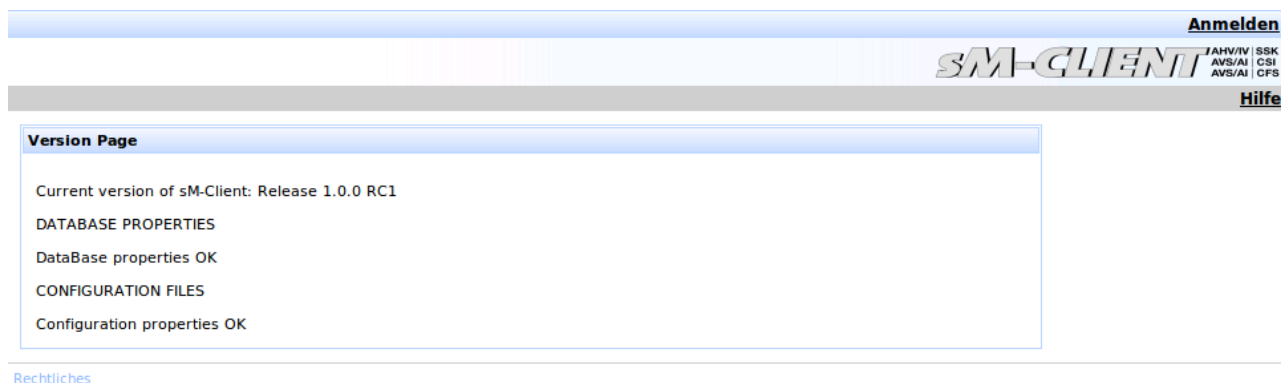 Anmelden
sM-CLIENT AHV/IV SSK
AVS/AI CSI
AVS/AI CFS
Hilfe
Version Page
Current version of sM-Client: Release 1.0.0 RC1
DATABASE PROPERTIES
DataBase properties OK
CONFIGURATION FILES
Configuration properties OK
Rechtliches